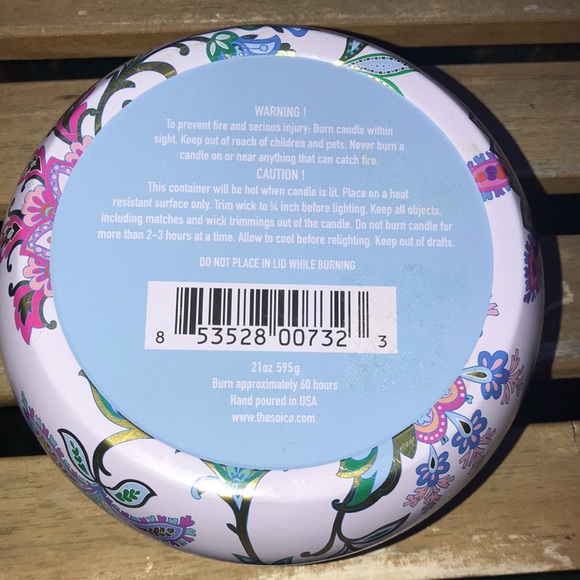 WARNING !
To prevent fire and serious injury: Burn candle within
sight. Keep out of reach of children and pets. Never burn a
candle on or near anything that can catch fire.
CAUTION !
This container will be hot when candle is lit. Place on a heat
resistant surface only. Trim wick to ¼ inch before lighting. Keep all objects,
including matches and wick trimmings out of the candle. Do not burn candle for
more than 2-3 hours at a time. Allow to cool before relighting. Keep out of drafts.
DO NOT PLACE IN LID WHILE BURNING
8 53528 00732 3
21oz 595g
Burn approximately 60 hours
Hand poured in USA
www.thesoico.com